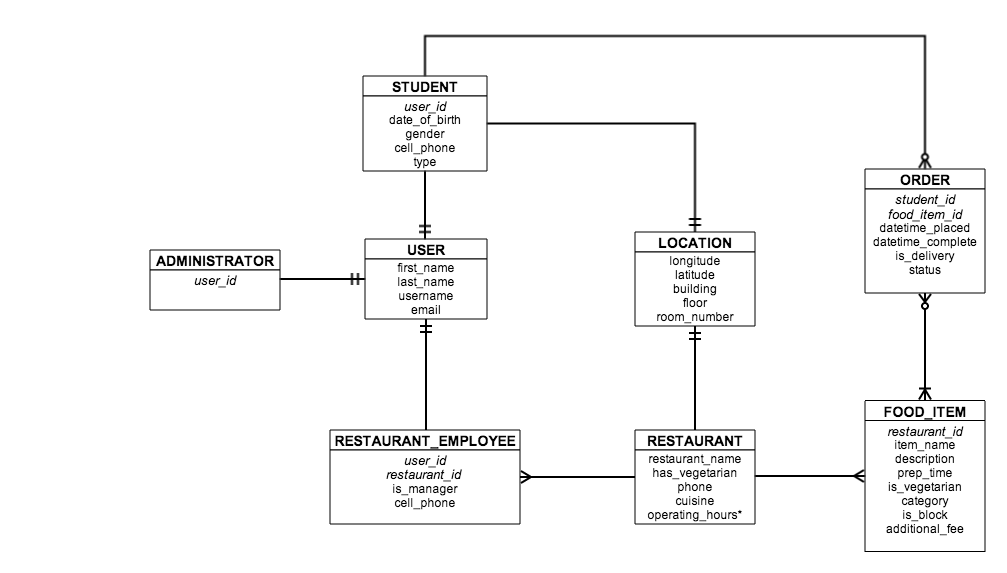 STUDENT
user_id
date_of_birth
gender
cell_phone
type
ORDER
student_id
food_item_id
datetime_placed
datetime_complete
is_delivery
status
ADMINISTRATOR
user_id
USER
first_name
last_name
username
email
LOCATION
longitude
latitude
building
floor
room_number
RESTAURANT_EMPLOYEE
user_id
restaurant_id
is_manager
cell_phone
RESTAURANT
restaurant_name
has_vegetarian
phone
cuisine
operating_hours*
FOOD_ITEM
restaurant_id
item_name
description
prep_time
is_vegetarian
category
is_block
additional_fee